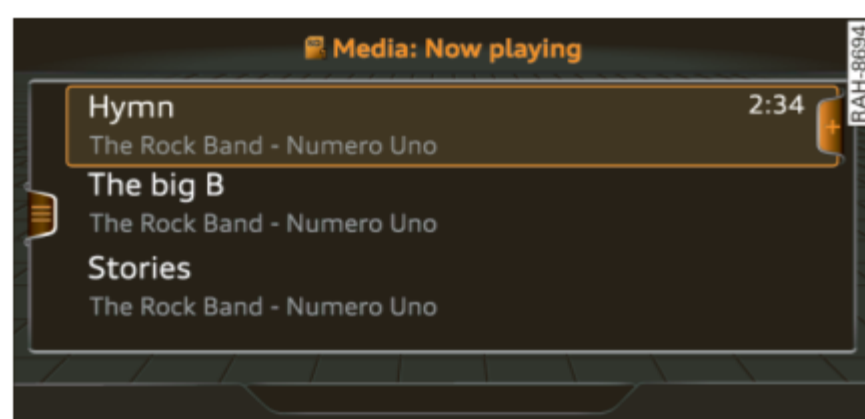 Media: Now playing
Hymn 2:34
The Rock Band - Numero Uno
The big B
The Rock Band - Numero Uno
Stories
The Rock Band - Numero Uno
RAH-8694